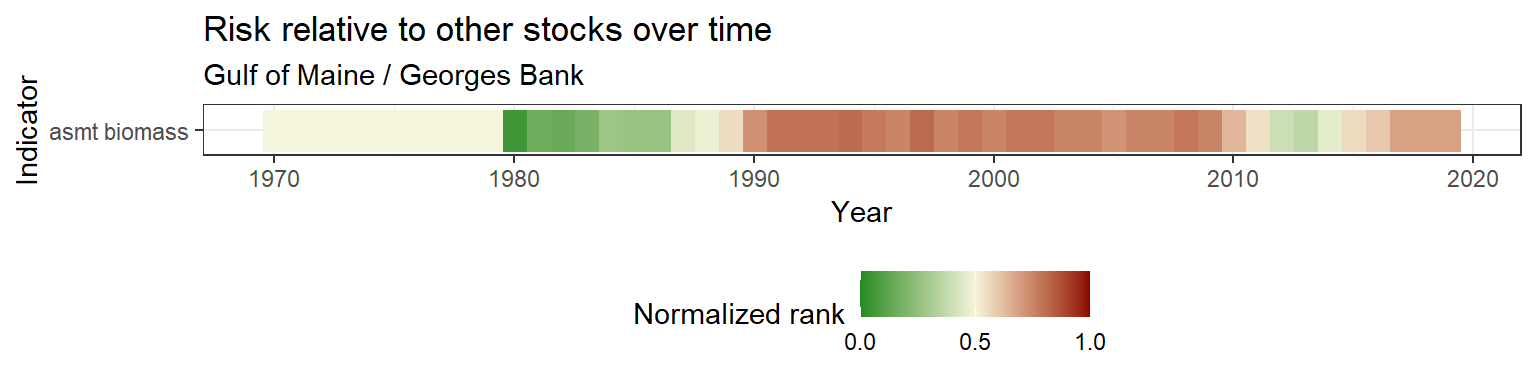 Risk relative to other stocks over time
Gulf of Maine / Georges Bank
Indicator
asmt biomass
1970 1980 1990 2000 2010 2020
Year
Normalized rank
0.0 0.5 1.0